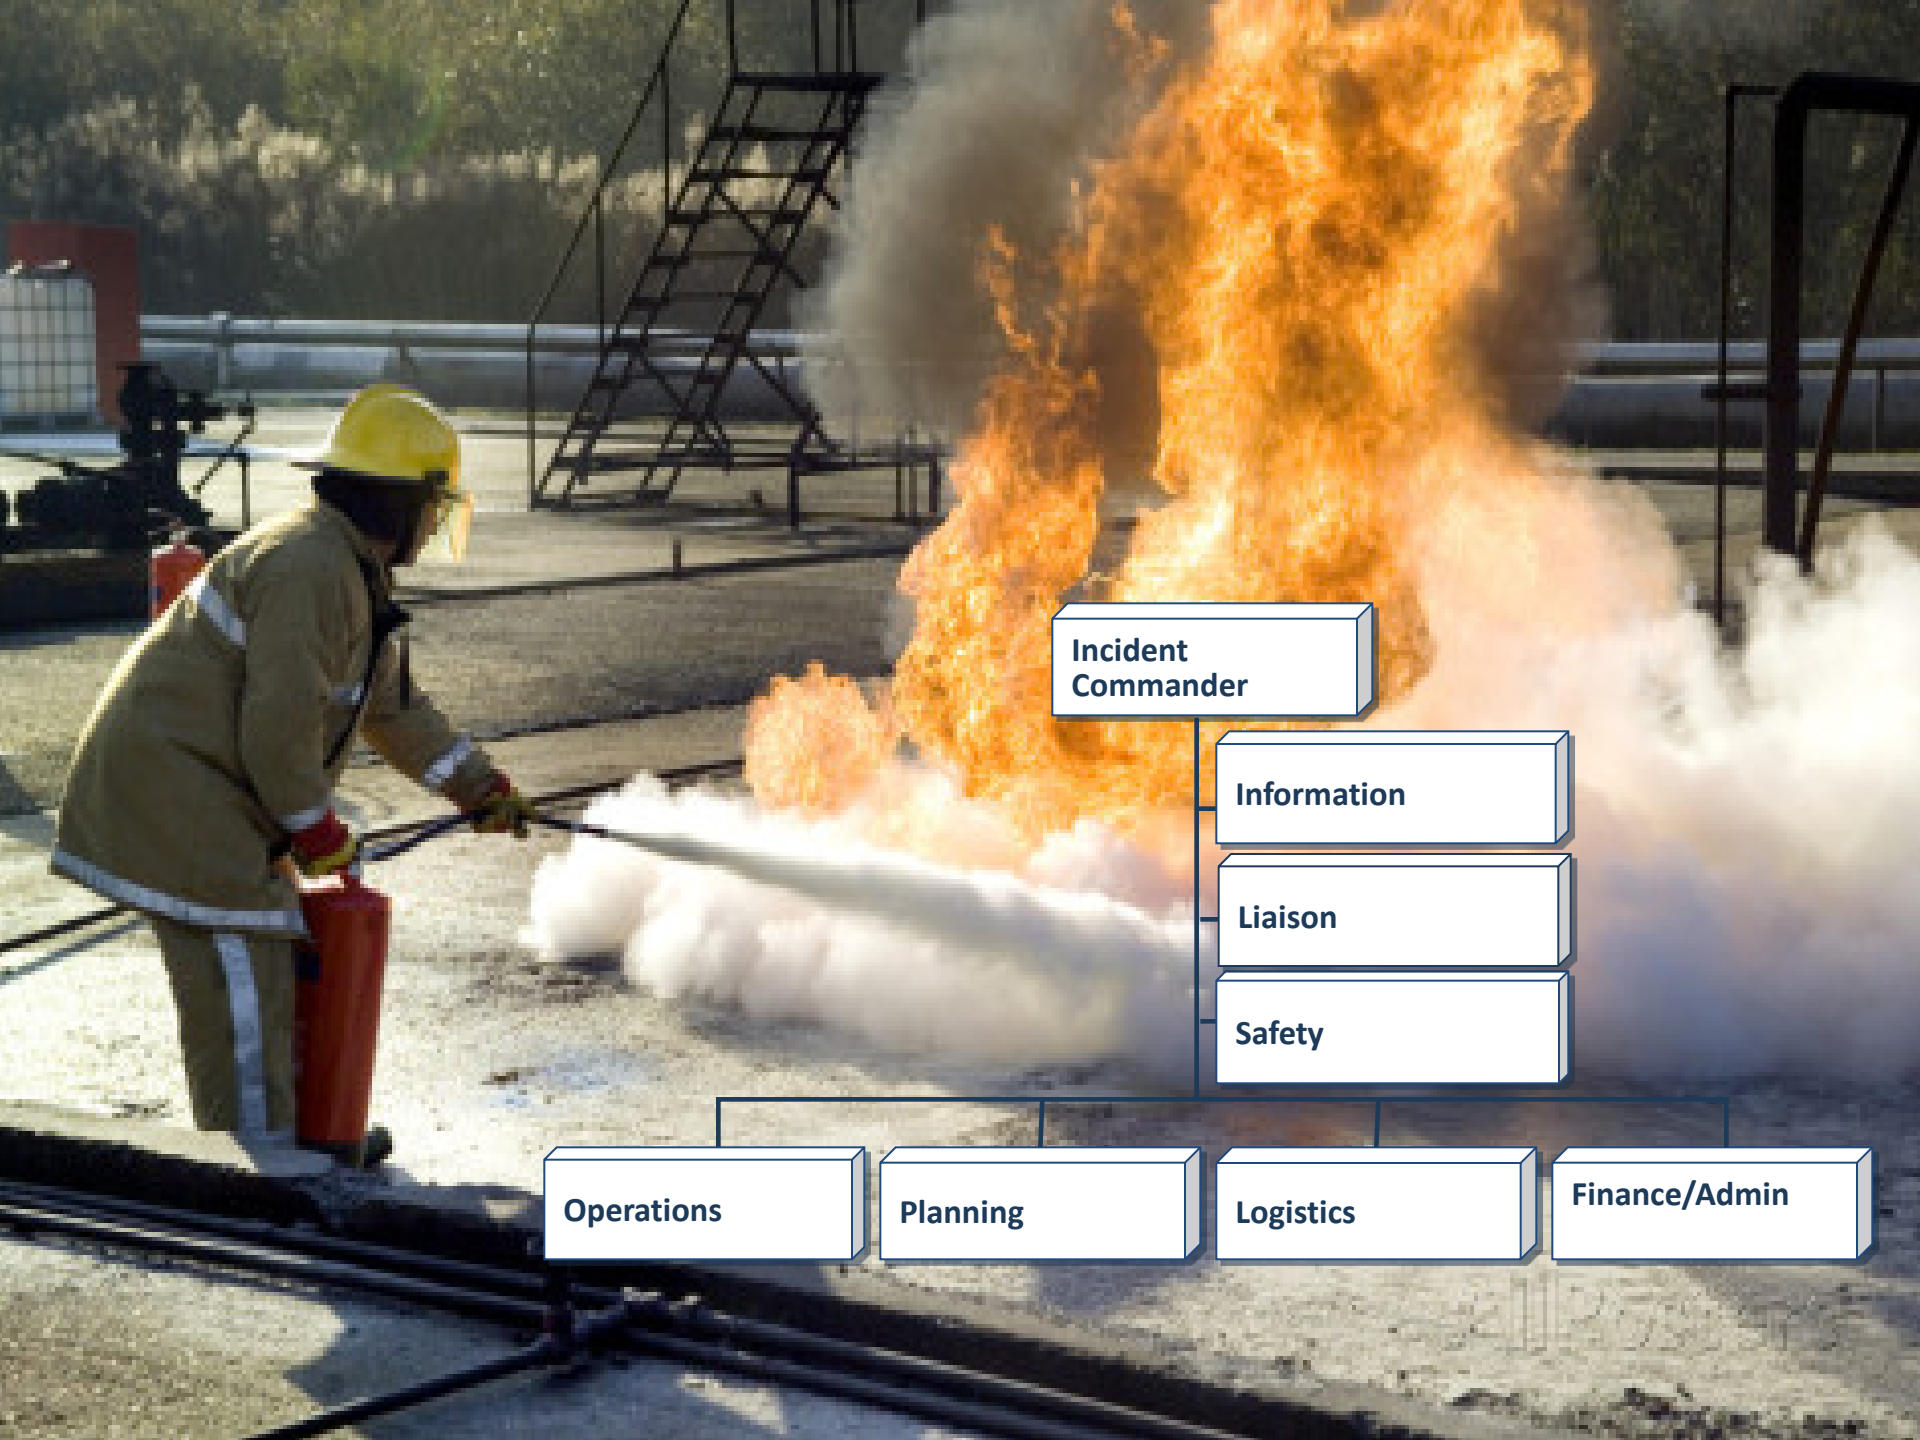 Incident
Commander
Information
Liaison
Safety
Operations
Planning
Logistics
Finance/Admin